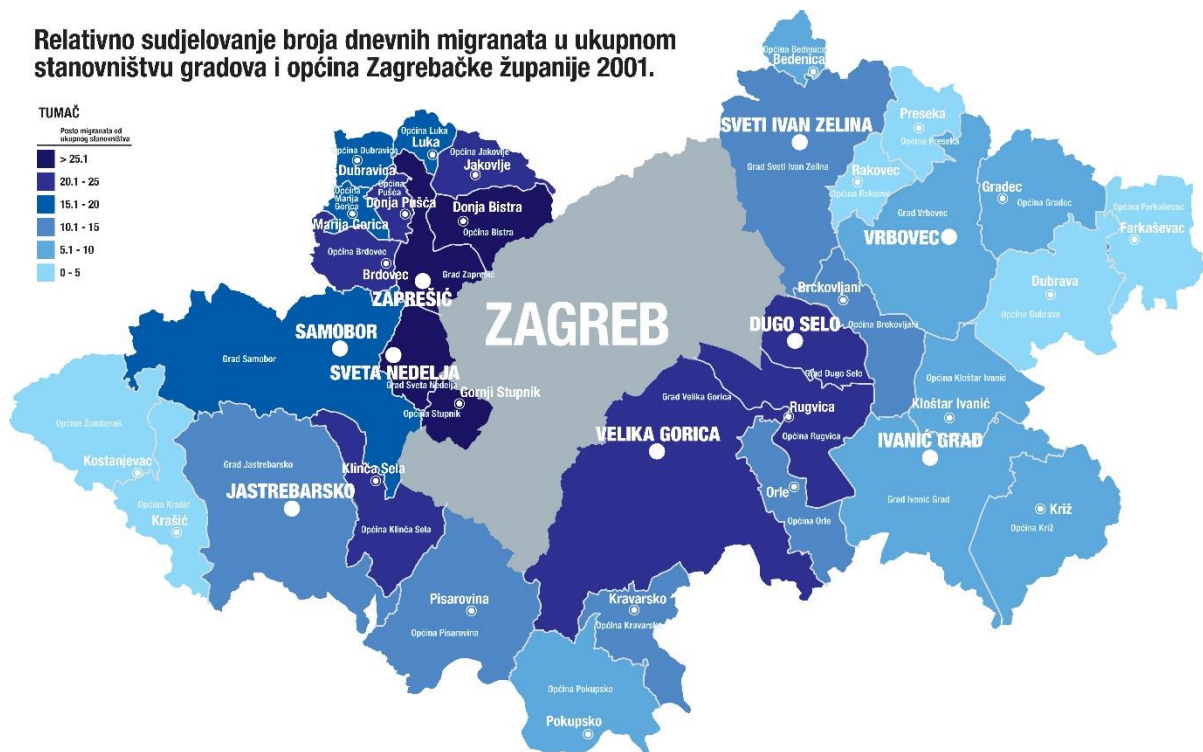 Relativno sudjelovanje broja dnevnih migranata u ukupnom
stanovništvu gradova i općina Zagrebačke županije 2001.
TUMAČ
Posto migranata od
ukupnog stanovništva
> 25.1
20.1 - 25
15.1 - 20
10.1 - 15
5.1 - 10
0 - 5
Općina Bedenica
Bedenica
SVETI IVAN ZELINA
Grad Sveti Ivan Zelina
Preseka
Općina Preseka
Rakovec
Općina Rakovec
Gradec
Općina Gradec
Općina Farkaševac
Farkaševac
Grad Vrbovec
VRBOVEC
Dubrava
Općina Dubrava
Općina Luka
Luka
Općina Dubravica
Dubravica
Općina Jakovlje
Jakovlje
Općina
Pušća
Donja Pušća
Općina
Marija
Gorica
Marija Gorica
Donja Bistra
Općina Bistra
Općina Brdovec
Brdovec
Grad Zaprešić
ZAPREŠIĆ
ZAGREB
Brckovljani
Općina Brckovljani
DUGO SELO
Grad Dugo Selo
SAMOBOR
Grad Samobor
SVETA NEDELJA
Grad Sveta Nedelja
Gornji Stupnik
Općina Stupnik
Grad Velika Gorica
VELIKA GORICA
Rugvica
Općina Rugvica
Općina Kloštar Ivanić
Kloštar Ivanić
IVANIĆ GRAD
Grad Ivanić Grad
Općina Žumberak
Kostanjevac
Općina Krašić
Krašić
Grad Jastrebarsko
JASTREBARSKO
Klinča Sela
Općina Klinča Sela
Orle
Općina Orle
Križ
Općina Križ
Pisarovina
Općina Pisarovina
Kravarsko
Općina Kravarsko
Općina Pokupsko
Pokupsko